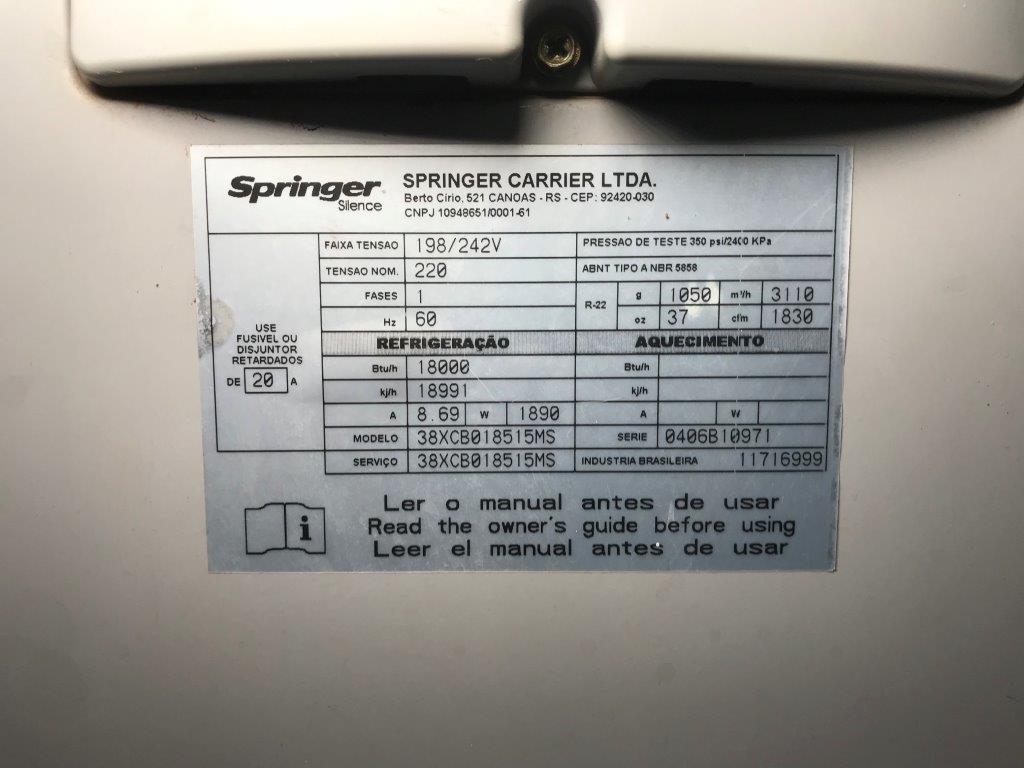 Springer
Silence
SPRINGER CARRIER LTDA.
Berto Círio, 521 CANOAS - RS - CEP: 92420-030
CNPJ 10948651/0001-61
USE
FUSIVEL OU
DISJUNTOR
RETARDADOS
DE 20 A
FAIXA TENSAO 198/242V PRESSAO DE TESTE 350 psi/2400 KPa
TENSAO NOM. 220 ABNT TIPO A NBR 5858
FASES 1 R-22 g 1050 m³/h 3110
Hz 60 oz 37 cfm 1830
REFRIGERAÇÃO AQUECIMENTO
Btu/h 18000 Btu/h
kj/h 18991 kj/h
A 8.69 W 1890 A W
MODELO 38XCB018515MS SERIE 0406B10971
SERVIÇO 38XCB018515MS INDUSTRIA BRASILEIRA 11716999
i
Ler o manual antes de usar
Read the owner's guide before using
Leer el manual antes de usar